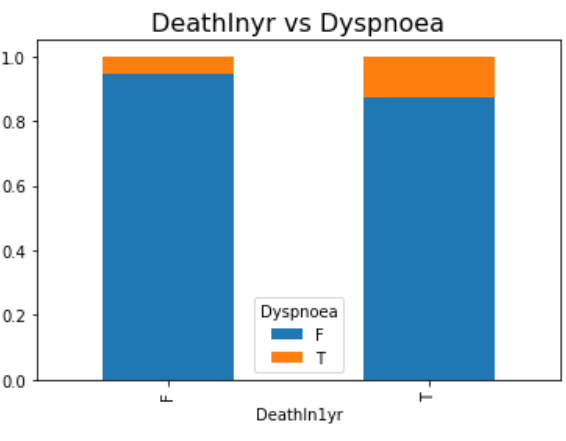 DeathInyr vs Dyspnoea
1.0
0.8
0.6
0.4
0.2
0.0
Dyspnoea
F
T
F
T
DeathIn1yr